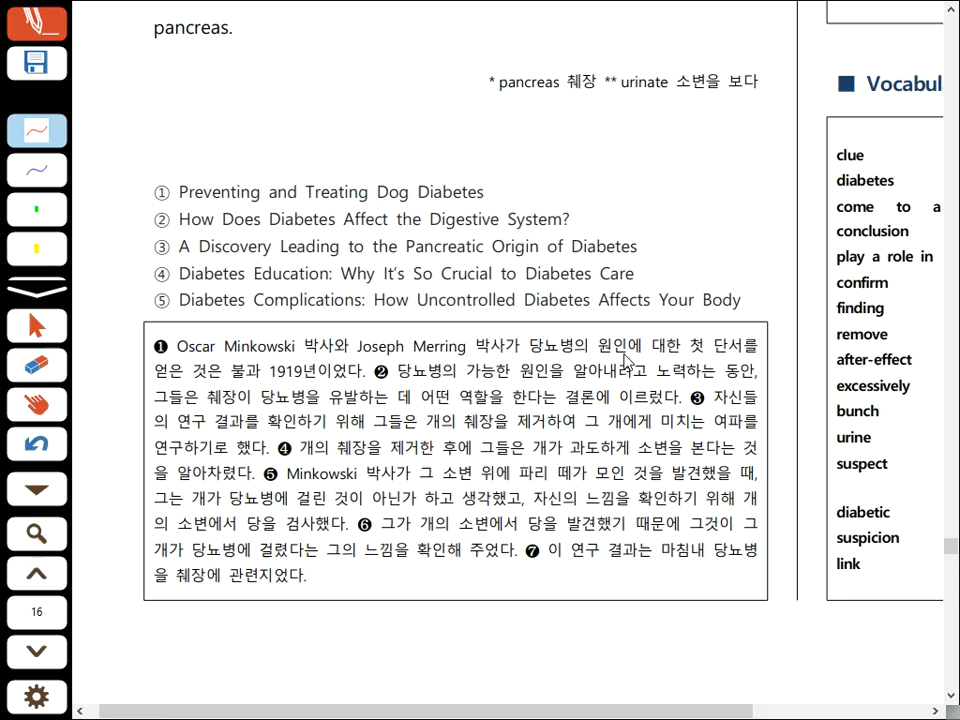 pancreas.
* pancreas 췌장 ** urinate 소변을 보다
① Preventing and Treating Dog Diabetes
② How Does Diabetes Affect the Digestive System?
③ A Discovery Leading to the Pancreatic Origin of Diabetes
④ Diabetes Education: Why It's So Crucial to Diabetes Care
⑤ Diabetes Complications: How Uncontrolled Diabetes Affects Your Body
❶ Oscar Minkowski 박사와 Joseph Merring 박사가 당뇨병의 원인에 대한 첫 단서를
얻은 것은 불과 1919년이었다. ❷ 당뇨병의 가능한 원인을 알아내려고 노력하는 동안,
그들은 췌장이 당뇨병을 유발하는 데 어떤 역할을 한다는 결론에 이르렀다. ❸ 자신들
의 연구 결과를 확인하기 위해 그들은 개의 췌장을 제거하여 그 개에게 미치는 여파를
연구하기로 했다. ❹ 개의 췌장을 제거한 후에 그들은 개가 과도하게 소변을 본다는 것
을 알아차렸다. ❺ Minkowski 박사가 그 소변 위에 파리 떼가 모인 것을 발견했을 때,
그는 개가 당뇨병에 걸린 것이 아닌가 하고 생각했고, 자신의 느낌을 확인하기 위해 개
의 소변에서 당을 검사했다. ❻ 그가 개의 소변에서 당을 발견했기 때문에 그것이 그
개가 당뇨병에 걸렸다는 그의 느낌을 확인해 주었다. ❼ 이 연구 결과는 마침내 당뇨병
을 췌장에 관련지었다.
■ Vocabul
clue
diabetes
come to a
conclusion
play a role in
confirm
finding
remove
after-effect
excessively
bunch
urine
suspect
diabetic
suspicion
link
16